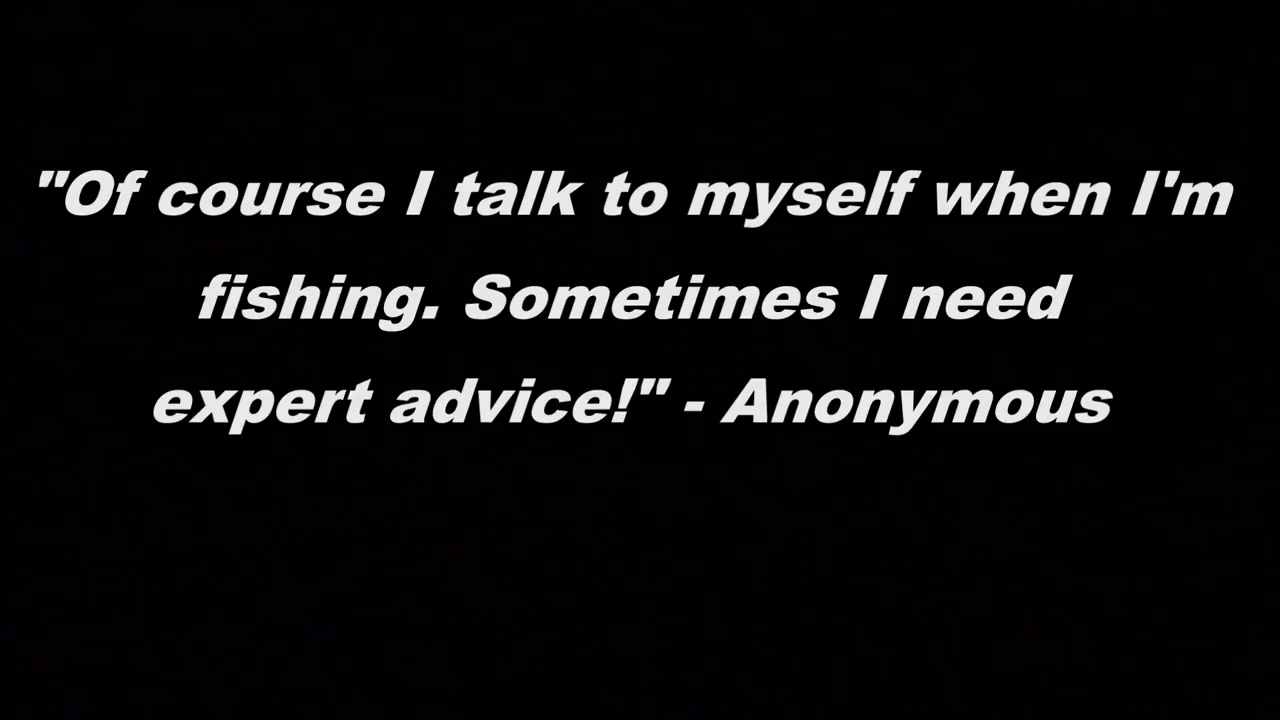 "Of course I talk to myself when I'm
fishing. Sometimes I need
expert advice!" - Anonymous